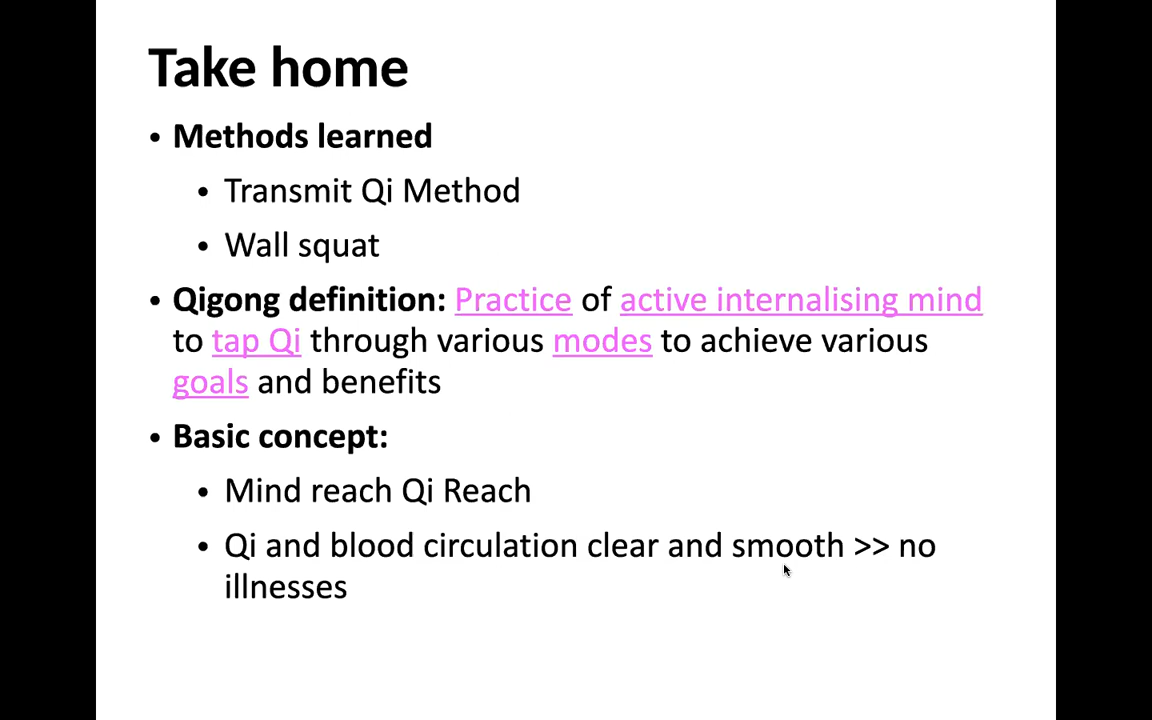 Take home
• Methods learned
• Transmit Qi Method
• Wall squat
• Qigong definition: Practice of active internalising mind
to tap Qi through various modes to achieve various
goals and benefits
• Basic concept:
• Mind reach Qi Reach
• Qi and blood circulation clear and smooth >> no
illnesses